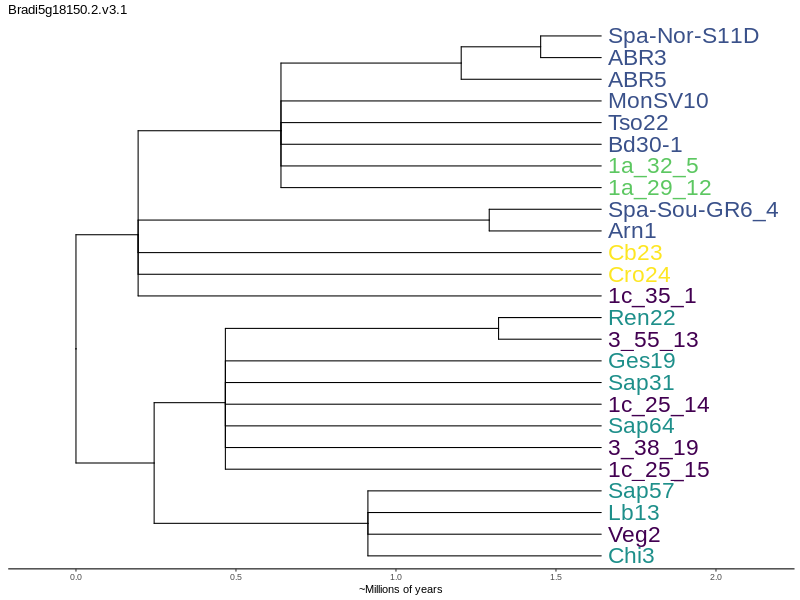 Bradi5g18150.2.v3.1
Spa-Nor-S11D
ABR3
ABR5
MonSV10
Tso22
Bd30-1
1a_32_5
1a_29_12
Spa-Sou-GR6_4
Arn1
Cb23
Cro24
1c_35_1
Ren22
3_55_13
Ges19
Sap31
1c_25_14
Sap64
3_38_19
1c_25_15
Sap57
Lb13
Veg2
Chi3
0.0 0.5 1.0 1.5 2.0
~Millions of years